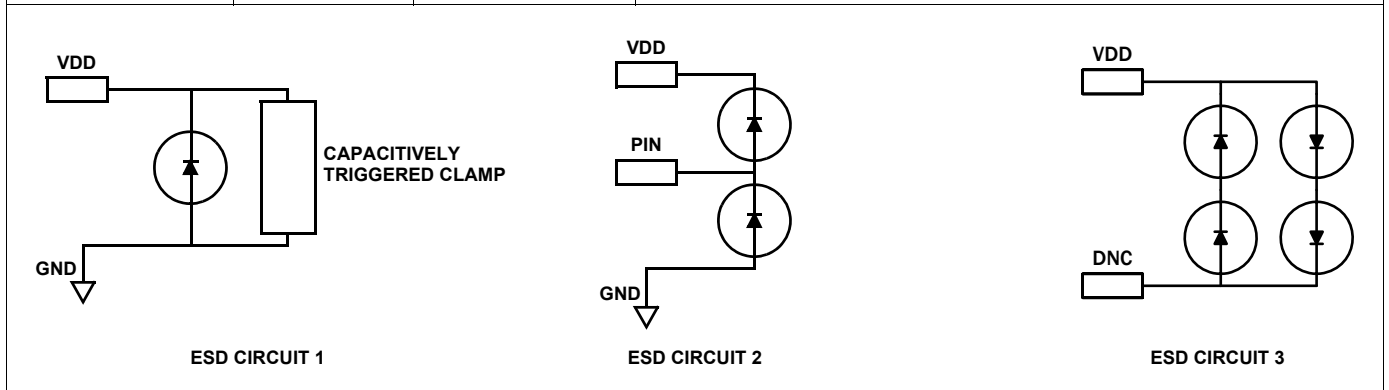 VDD
CAPACITIVELY
TRIGGERED CLAMP
GND
ESD CIRCUIT 1
VDD
PIN
GND
ESD CIRCUIT 2
VDD
DNC
ESD CIRCUIT 3